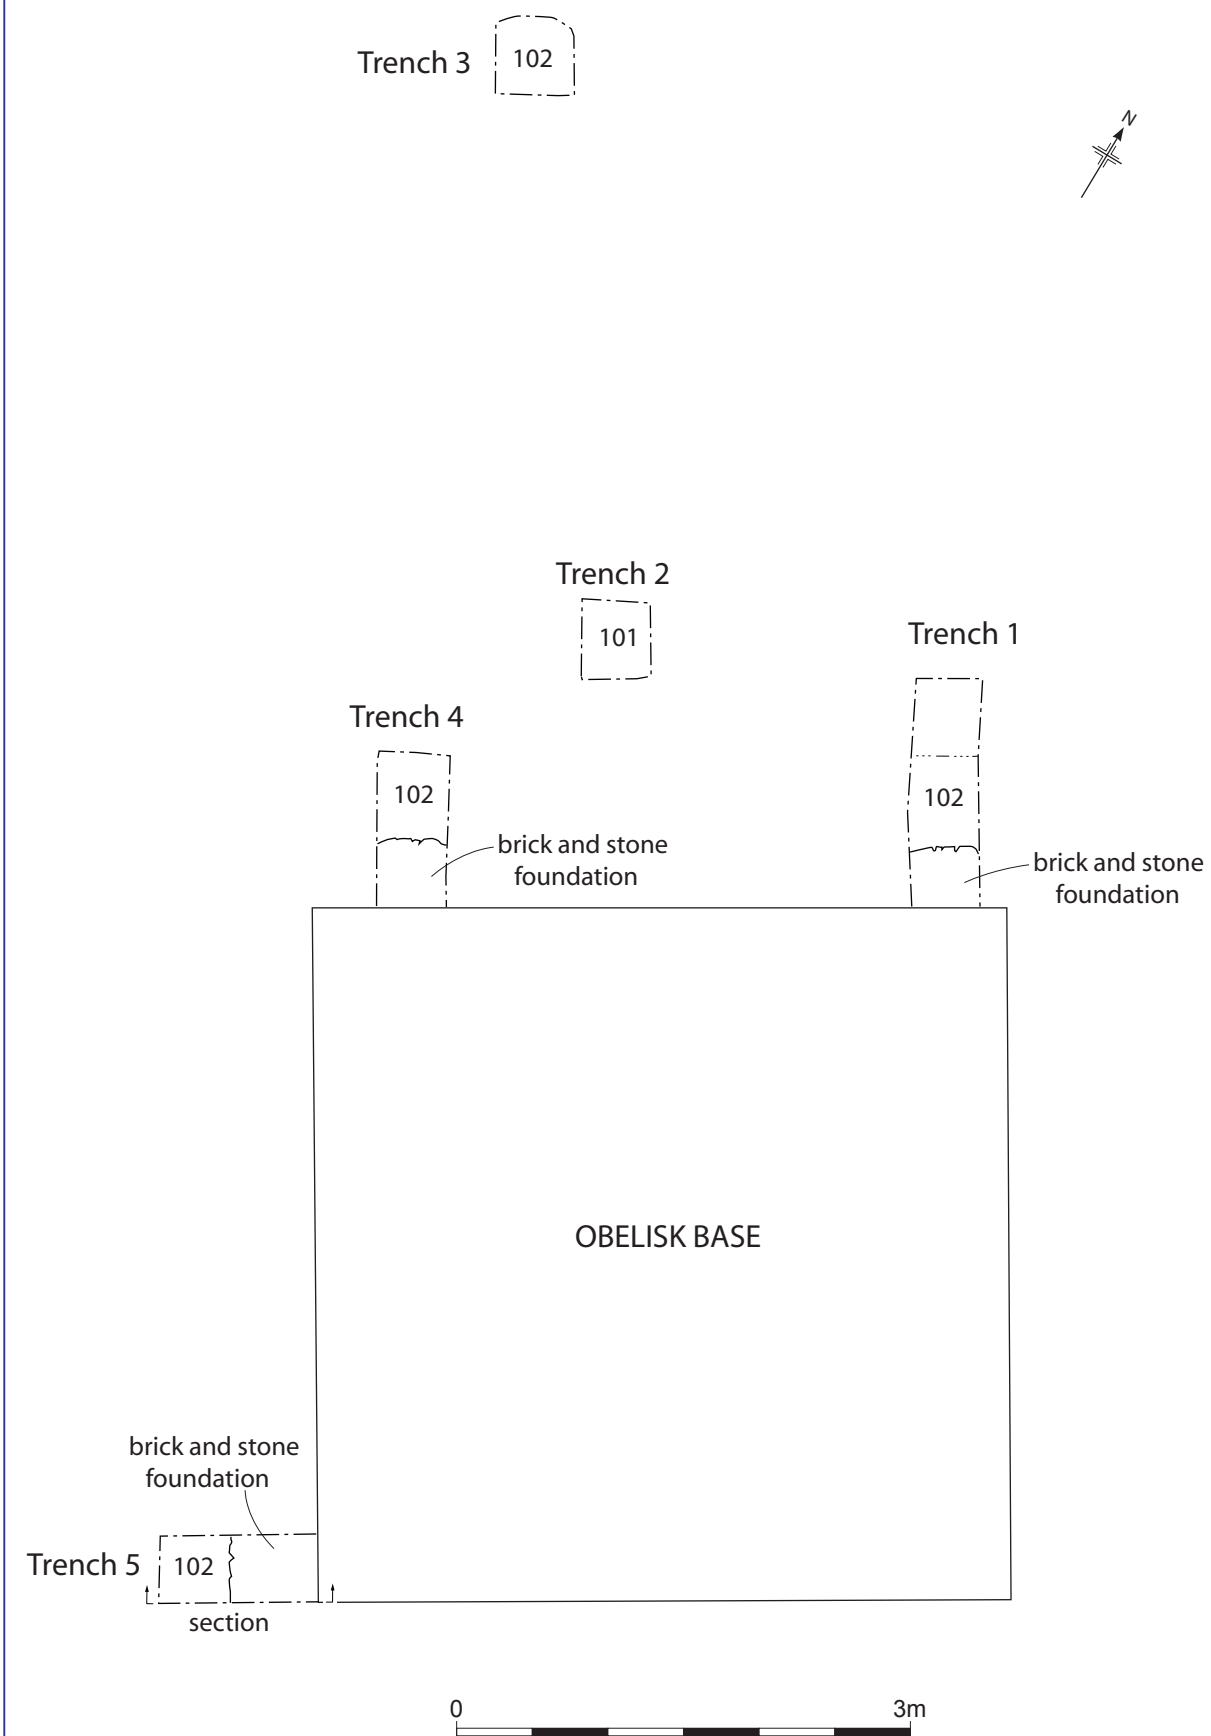 Trench 3
102
N
Trench 2
101
Trench 1
Trench 4
102
102
brick and stone
foundation
brick and stone
foundation
OBELISK BASE
brick and stone
foundation
Trench 5
102
section
0
3m